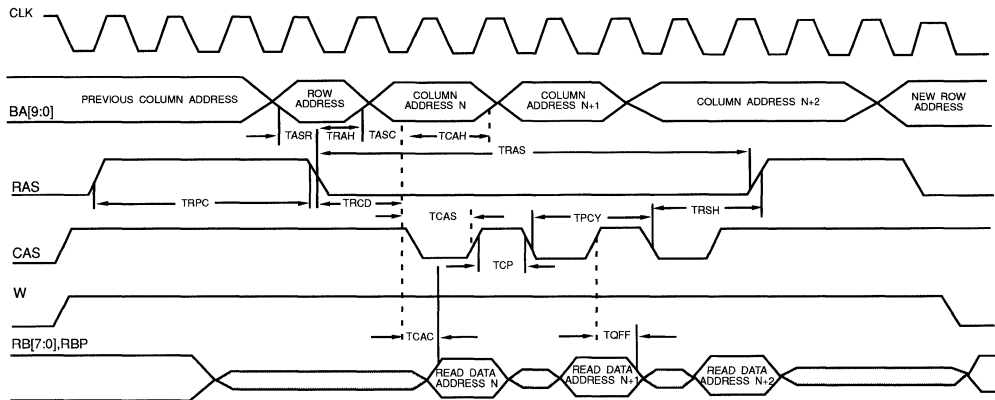 CLK
BA[9:0]
PREVIOUS COLUMN ADDRESS
ROW
ADDRESS
COLUMN
ADDRESS N
COLUMN
ADDRESS N+1
COLUMN ADDRESS N+2
NEW ROW
ADDRESS
TASR
TRAH
TASC
TCAH
TRAS
RAS
TRPC
TRCD
TCAS
TPCY
TRSH
CAS
TCP
W
TCAC
TQFF
RB[7:0],RBP
READ DATA
ADDRESS N
READ DATA
ADDRESS N+1
READ DATA
ADDRESS N+2